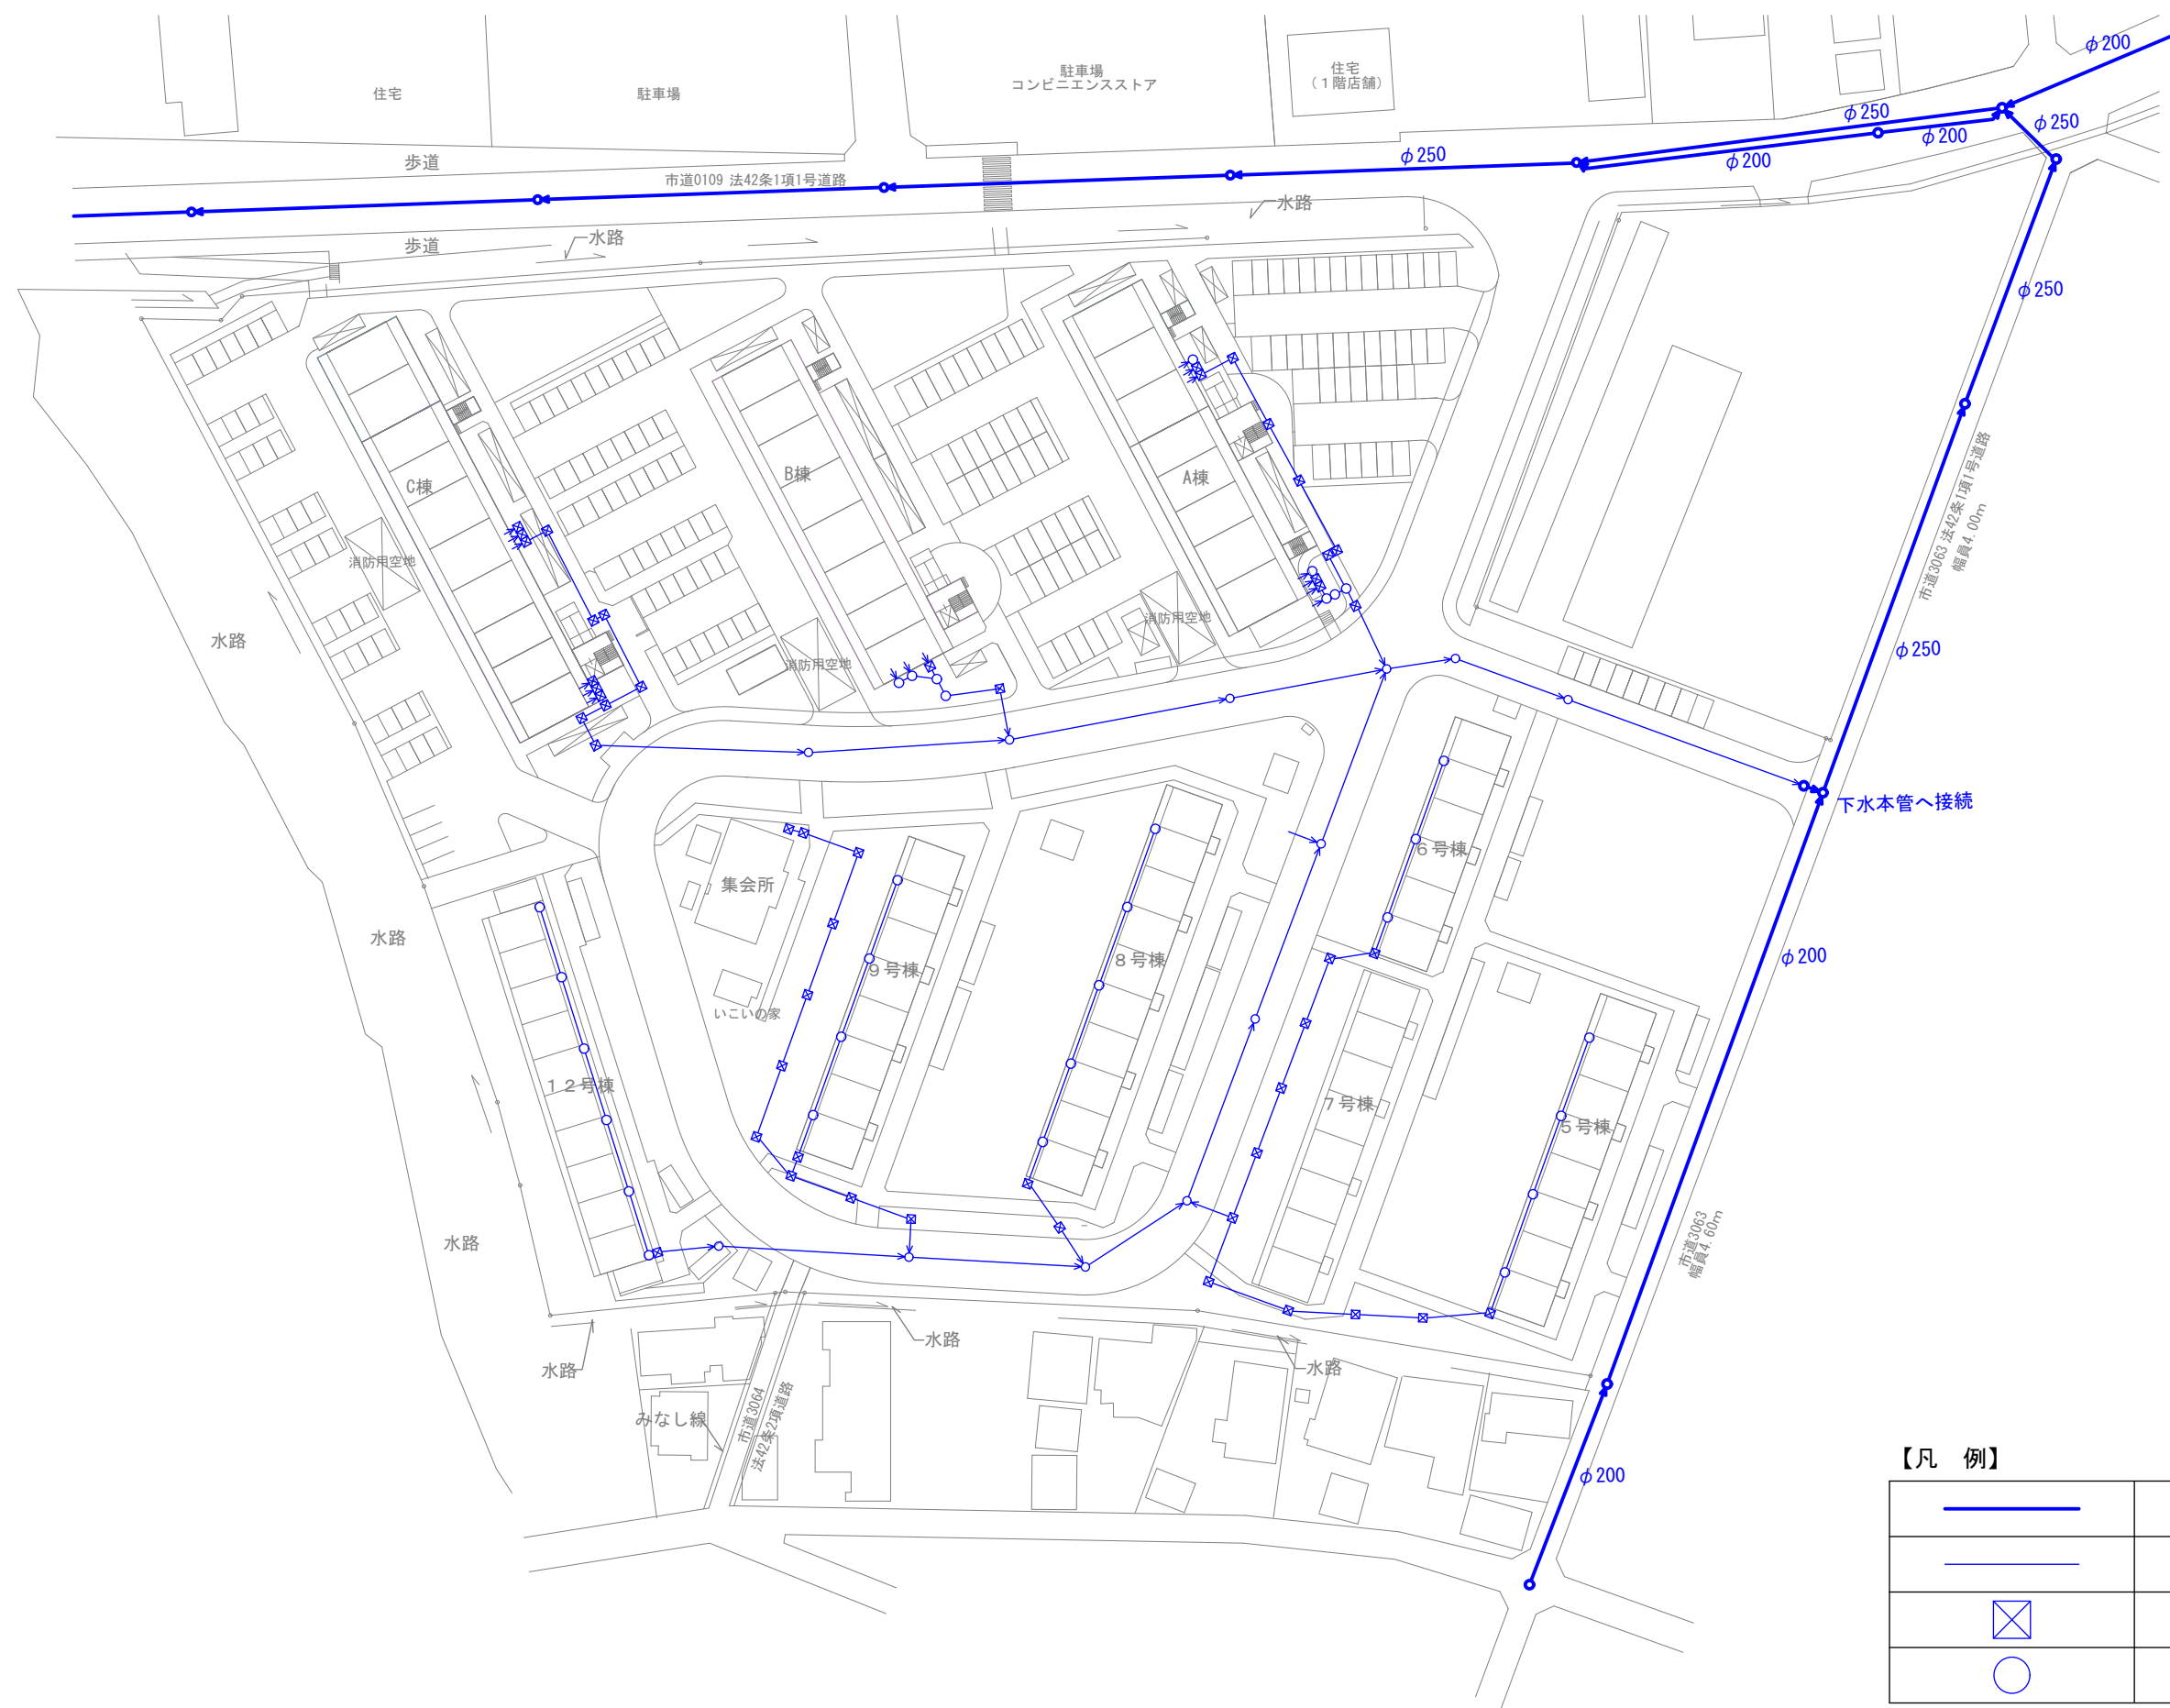 φ200
住宅
駐車場
駐車場
コンビニエンスストア
住宅
（１階店舗）
φ250
φ250
φ200
φ250
φ200
歩道
市道0109 法42条1項1号道路
水路
水路
歩道
φ250
C棟
B棟
A棟
市道3063 法42条1項1号道路
幅員4.00m
消防用空地
消防用空地
水路
消防用空地
φ250
下水本管へ接続
６号棟
集会所
水路
９号棟
８号棟
φ200
いこいの家
１２号棟
７号棟
５号棟
水路
市道3063
幅員4.60m
水路
水路
水路
みなし線
市道3064
法42条2項道路
φ200
【凡　例】